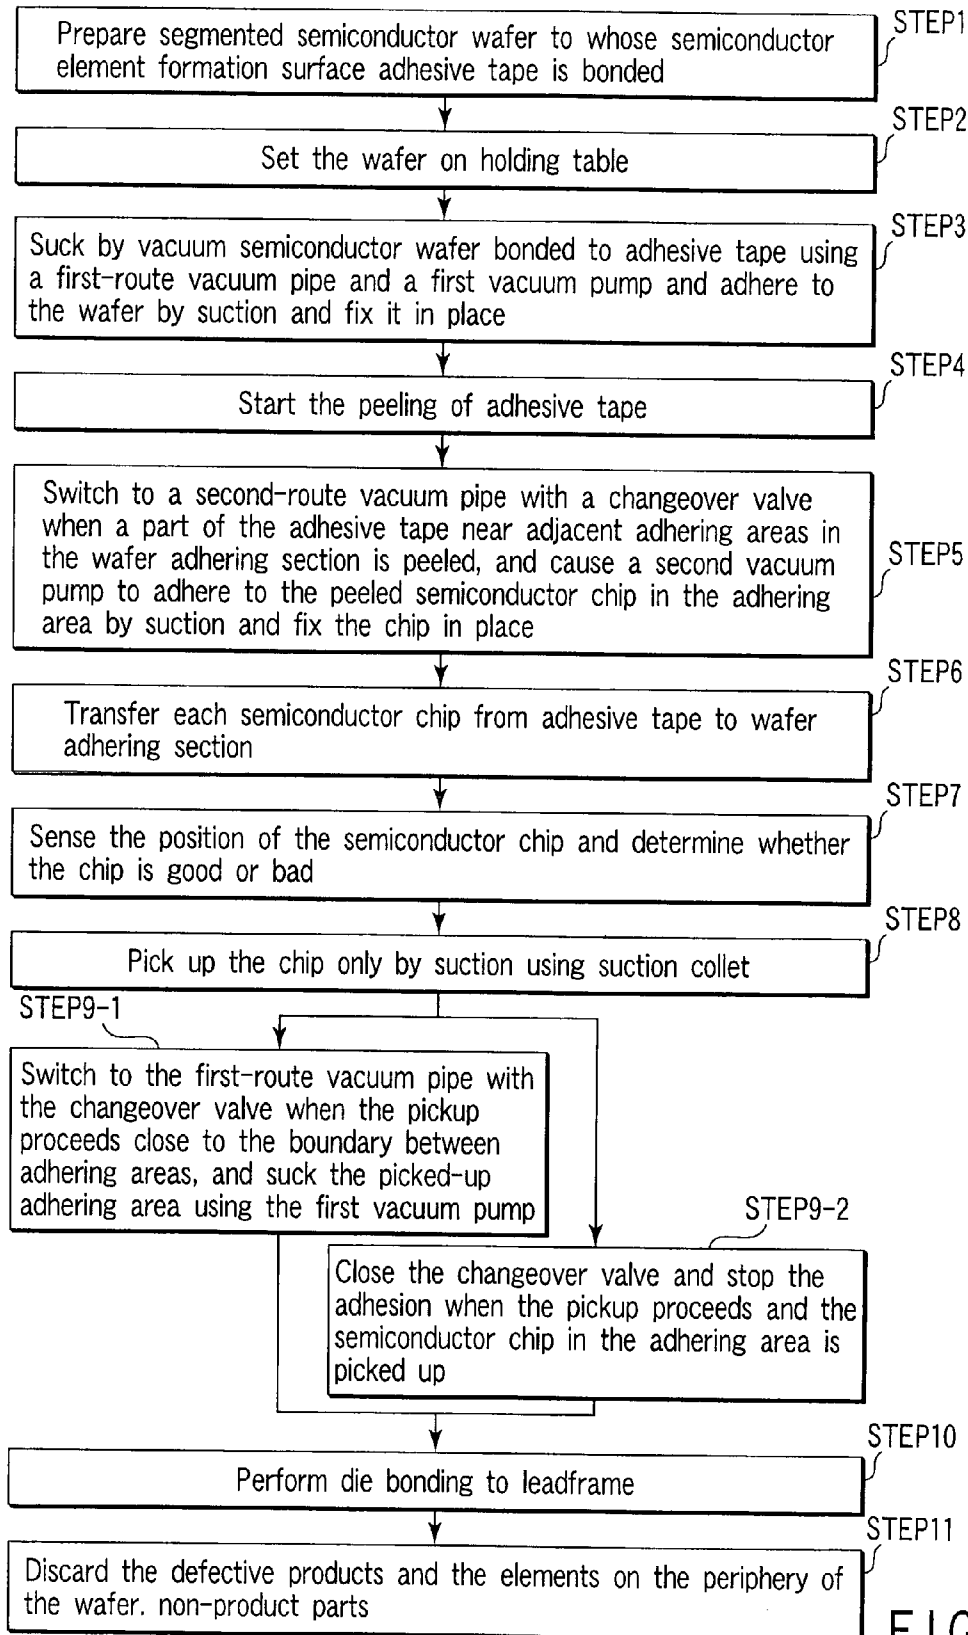 STEP1
Prepare segmented semiconductor wafer to whose semiconductor
element formation surface adhesive tape is bonded
STEP2
Set the wafer on holding table
STEP3
Suck by vacuum semiconductor wafer bonded to adhesive tape using
a first-route vacuum pipe and a first vacuum pump and adhere to
the wafer by suction and fix it in place
STEP4
Start the peeling of adhesive tape
STEP5
Switch to a second-route vacuum pipe with a changeover valve
when a part of the adhesive tape near adjacent adhering areas in
the wafer adhering section is peeled, and cause a second vacuum
pump to adhere to the peeled semiconductor chip in the adhering
area by suction and fix the chip in place
STEP6
Transfer each semiconductor chip from adhesive tape to wafer
adhering section
STEP7
Sense the position of the semiconductor chip and determine whether
the chip is good or bad
STEP8
Pick up the chip only by suction using suction collet
STEP9-1
Switch to the first-route vacuum pipe with
the changeover valve when the pickup
proceeds close to the boundary between
adhering areas, and suck the picked-up
adhering area using the first vacuum pump
STEP9-2
Close the changeover valve and stop the
adhesion when the pickup proceeds and the
semiconductor chip in the adhering area is
picked up
STEP10
Perform die bonding to leadframe
STEP11
Discard the defective products and the elements on the periphery of
the wafer. non-product parts
FIG